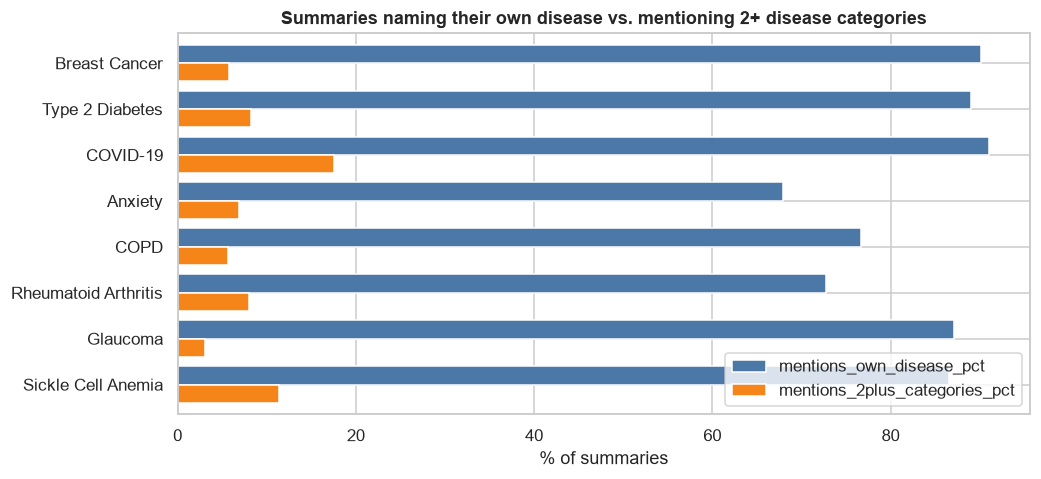 Summaries naming their own disease vs. mentioning 2+ disease categories
Breast Cancer
Type 2 Diabetes
COVID-19
Anxiety
COPD
Rheumatoid Arthritis
Glaucoma
Sickle Cell Anemia
mentions_own_disease_pct
mentions_2plus_categories_pct
0 20 40 60 80
% of summaries